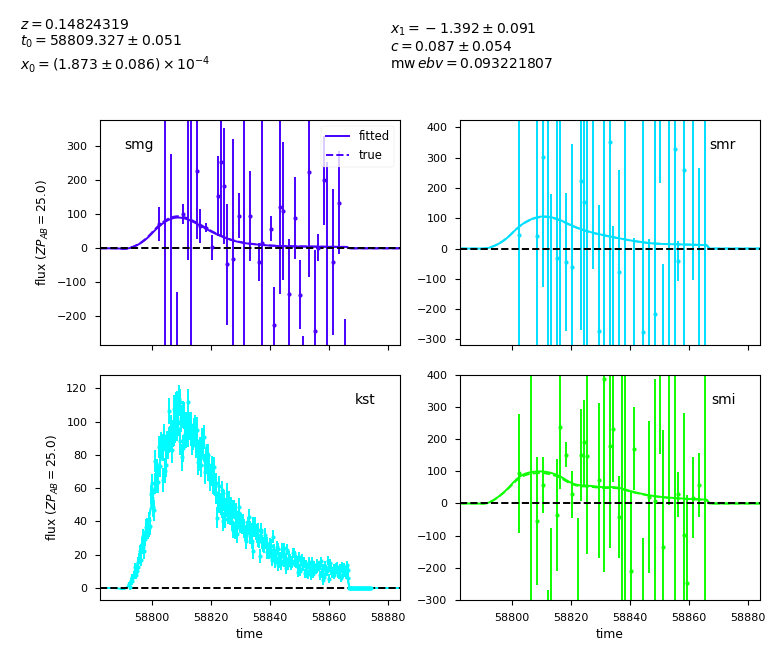 z = 0.14824319
t0 = 58809.327 ± 0.051
x0 = (1.873 ± 0.086) × 10^−4
x1 = −1.392 ± 0.091
c = 0.087 ± 0.054
mw ebv = 0.093221807
smg
fitted
true
300
200
100
0
−100
−200
flux (ZP_AB = 25.0)
smr
400
300
200
100
0
−100
−200
−300
kst
120
100
80
60
40
20
0
flux (ZP_AB = 25.0)
58800
58820
58840
58860
58880
time
smi
400
300
200
100
0
−100
−200
−300
58800
58820
58840
58860
58880
time